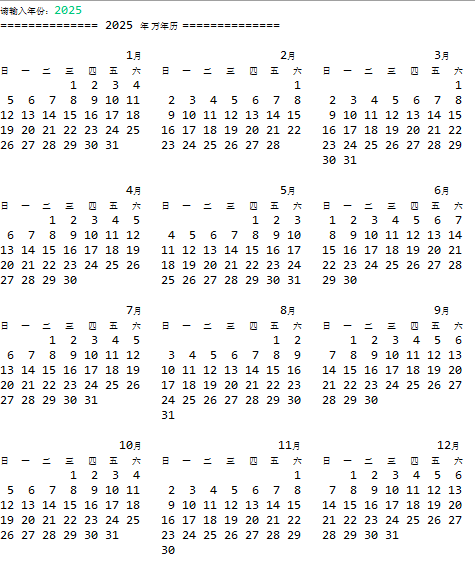 请输入年份：2025
============== 2025 年 万年历 ==============
1月 2月 3月
日 一 二 三 四 五 六 日 一 二 三 四 五 六 日 一 二 三 四 五 六
1 2 3 4 1 1
5 6 7 8 9 10 11 2 3 4 5 6 7 8 2 3 4 5 6 7 8
12 13 14 15 16 17 18 9 10 11 12 13 14 15 9 10 11 12 13 14 15
19 20 21 22 23 24 25 16 17 18 19 20 21 22 16 17 18 19 20 21 22
26 27 28 29 30 31 23 24 25 26 27 28 23 24 25 26 27 28 29
30 31
4月 5月 6月
日 一 二 三 四 五 六 日 一 二 三 四 五 六 日 一 二 三 四 五 六
1 2 3 4 5 1 2 3 1 2 3 4 5 6 7
6 7 8 9 10 11 12 4 5 6 7 8 9 10 8 9 10 11 12 13 14
13 14 15 16 17 18 19 11 12 13 14 15 16 17 15 16 17 18 19 20 21
20 21 22 23 24 25 26 18 19 20 21 22 23 24 22 23 24 25 26 27 28
27 28 29 30 25 26 27 28 29 30 31 29 30
7月 8月 9月
日 一 二 三 四 五 六 日 一 二 三 四 五 六 日 一 二 三 四 五 六
1 2 3 4 5 1 2 1 2 3 4 5 6
6 7 8 9 10 11 12 3 4 5 6 7 8 9 7 8 9 10 11 12 13
13 14 15 16 17 18 19 10 11 12 13 14 15 16 14 15 16 17 18 19 20
20 21 22 23 24 25 26 17 18 19 20 21 22 23 21 22 23 24 25 26 27
27 28 29 30 31 24 25 26 27 28 29 30 28 29 30
31
10月 11月 12月
日 一 二 三 四 五 六 日 一 二 三 四 五 六 日 一 二 三 四 五 六
1 2 3 4 1 1 2 3 4 5 6
5 6 7 8 9 10 11 2 3 4 5 6 7 8 7 8 9 10 11 12 13
12 13 14 15 16 17 18 9 10 11 12 13 14 15 14 15 16 17 18 19 20
19 20 21 22 23 24 25 16 17 18 19 20 21 22 21 22 23 24 25 26 27
26 27 28 29 30 31 23 24 25 26 27 28 29 28 29 30 31
30